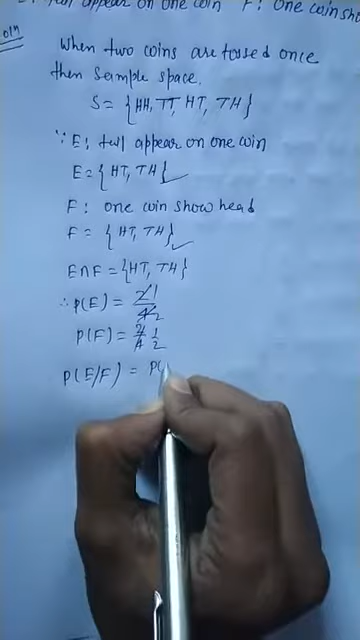 appear on one coin F: One coin show
Soln
When two coins are tossed once
then sample space,
S = {HH, TT, HT, TH}
∵ E: tail appear on one coin
E = {HT, TH} ✓
F: one coin show head
F = {HT, TH} ✓
E∩F = {HT, TH}
∴ P(E) = 2/4 1/2
P(F) = 2/4 1/2
P(E/F) = P(